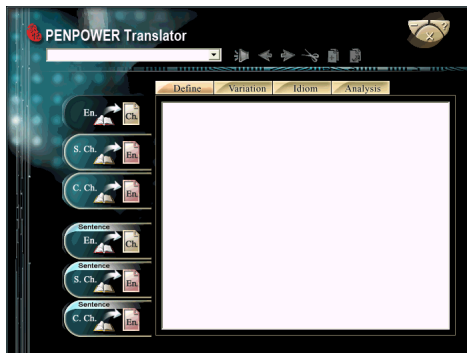 PENPOWER Translator
Define Variation Idiom Analysis
En. Ch.
S. Ch. En.
C. Ch. En.
Sentence
En. Ch.
Sentence
S. Ch. En.
Sentence
C. Ch. En.